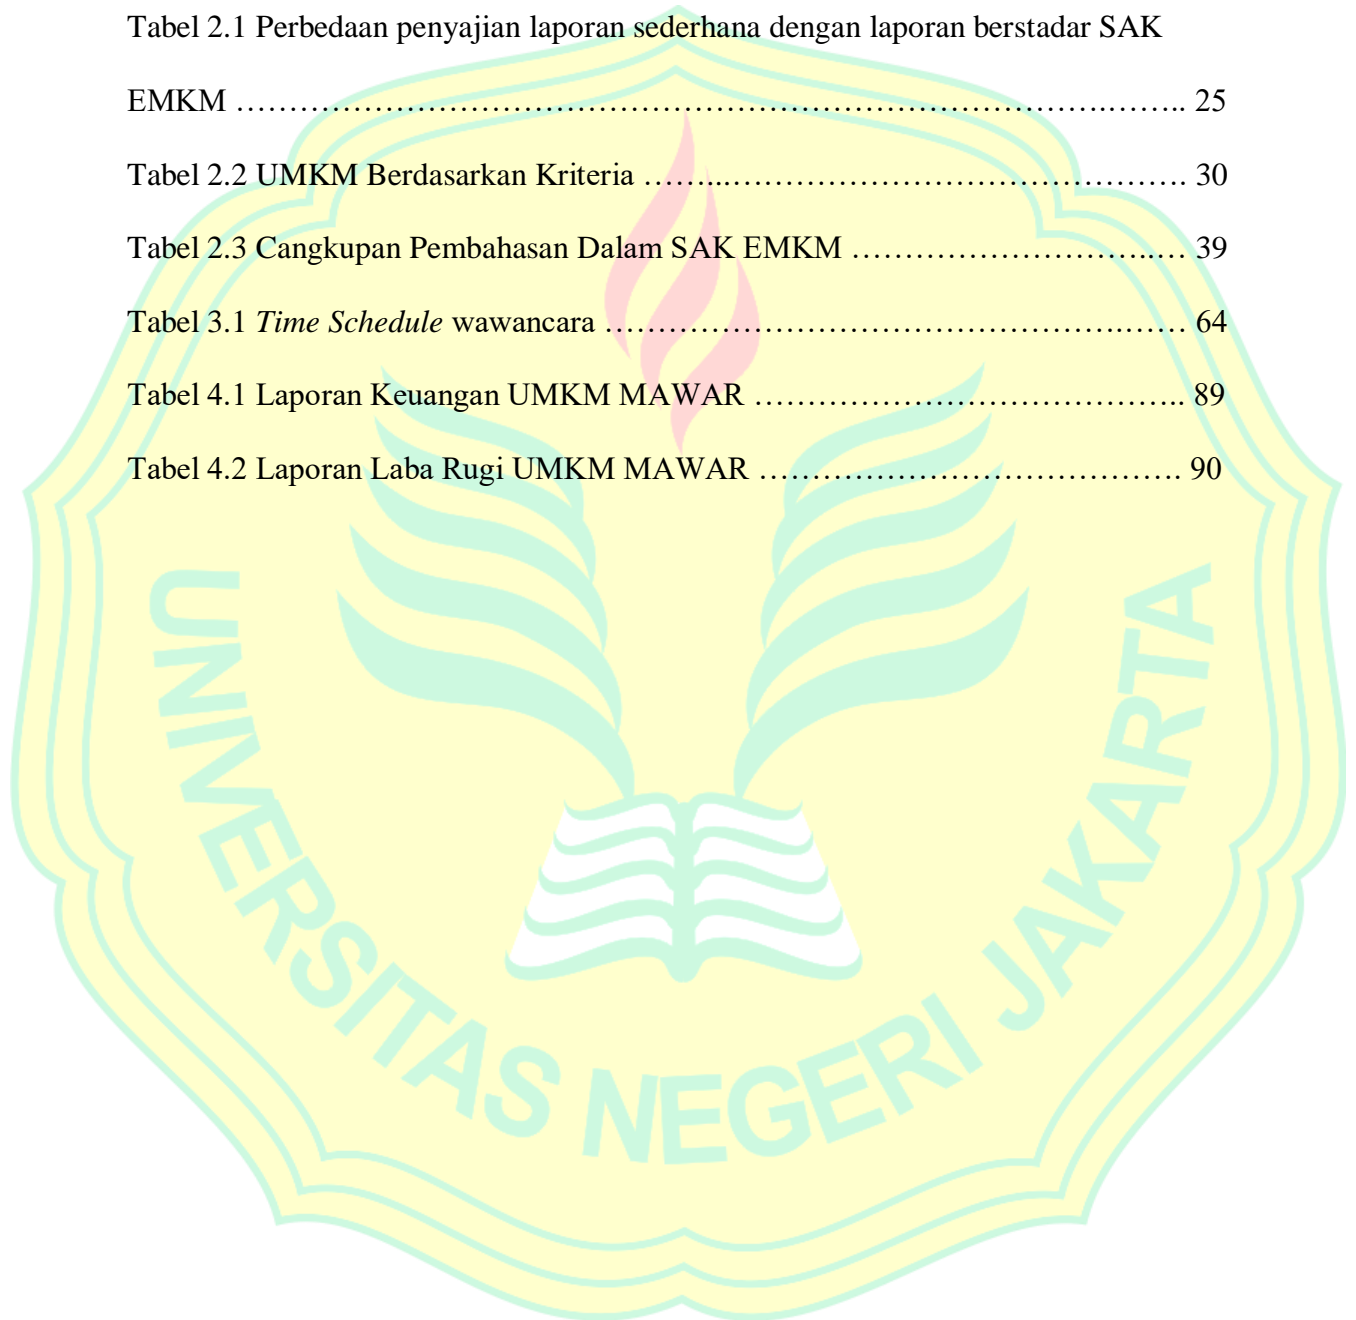 Tabel 2.1 Perbedaan penyajian laporan sederhana dengan laporan berstadar SAK
EMKM ……………………………………………………………………….…….. 25
Tabel 2.2 UMKM Berdasarkan Kriteria ……...……………………………………. 30
Tabel 2.3 Cangkupan Pembahasan Dalam SAK EMKM ………………………..… 39
Tabel 3.1 Time Schedule wawancara ………………………………………….…… 64
Tabel 4.1 Laporan Keuangan UMKM MAWAR ………………………………….. 89
Tabel 4.2 Laporan Laba Rugi UMKM MAWAR …………………………………. 90
UNIVERSITAS NEGERI JAKARTA